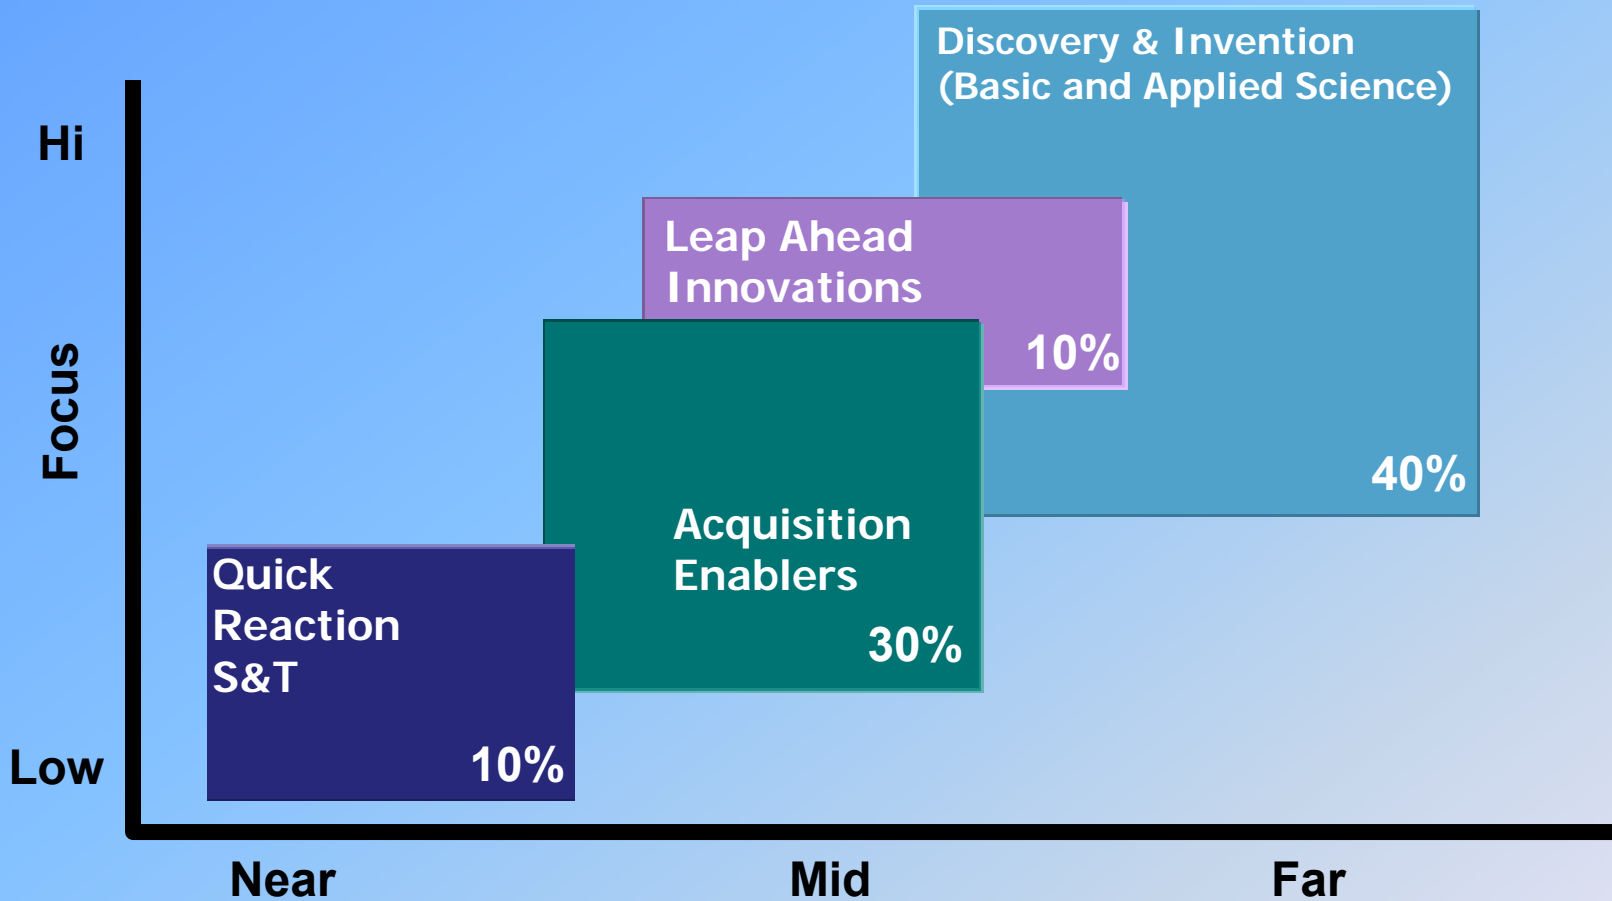 Discovery & Invention
(Basic and Applied Science)
40%
Hi
Leap Ahead
Innovations
10%
Focus
Acquisition
Enablers
30%
Quick
Reaction
S&T
10%
Low
Near
Mid
Far